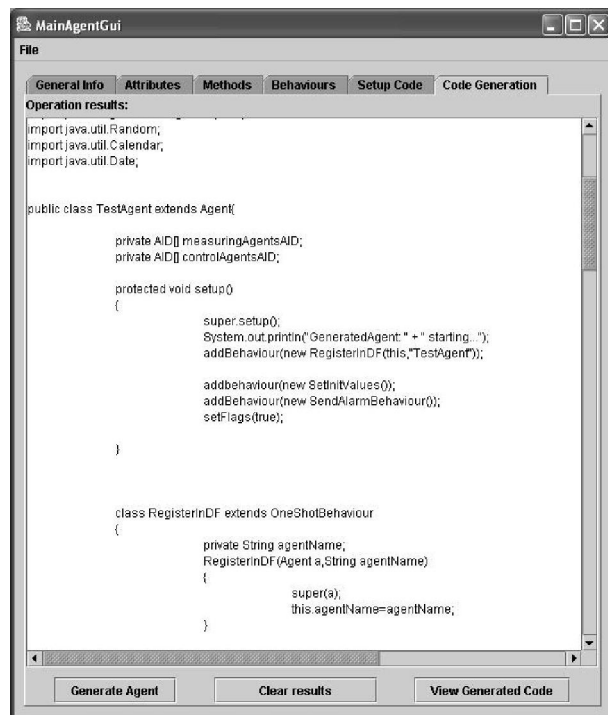 MainAgentGui
File
General Info Attributes Methods Behaviours Setup Code Code Generation
Operation results:
import java.util.Random;
import java.util.Calendar;
import java.util.Date;
public class TestAgent extends Agent{
private AID[] measuringAgentsAID;
private AID[] controlAgentsAID;
protected void setup()
{
super.setup();
System.out.println("GeneratedAgent: " + " starting...");
addBehaviour(new RegisterInDF(this,"TestAgent"));
addbehaviour(new SetInitValues());
addBehaviour(new SendAlarmBehaviour());
setFlags(true);
}
class RegisterInDF extends OneShotBehaviour
{
private String agentName;
RegisterInDF(Agent a,String agentName)
{
super(a);
this.agentName=agentName;
}
Generate Agent Clear results View Generated Code